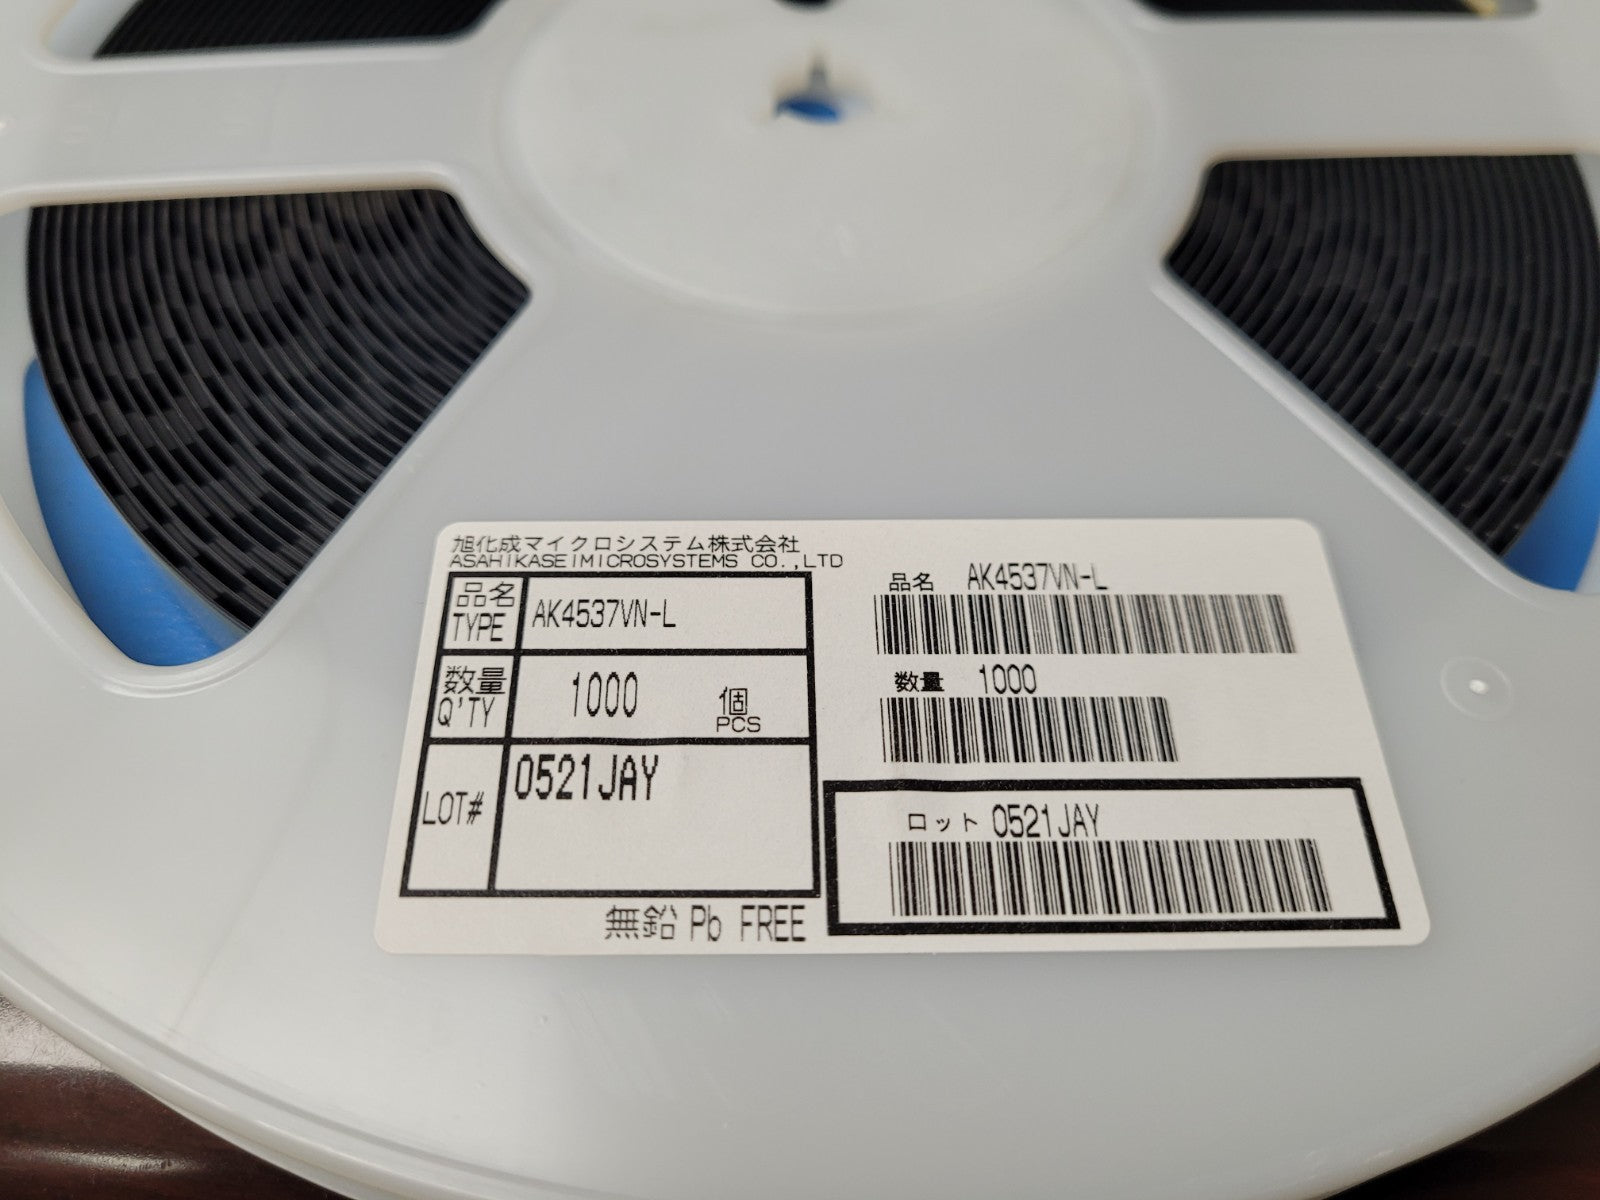 旭化成マイクロシステム株式会社
ASAHIKASEIMICROSYSTEMS CO.,LTD
品名
TYPE
AK4537VN-L
数量
Q'TY
1000
個
PCS
LOT#
0521JAY
無鉛 Pb FREE
品名 AK4537VN-L
数量 1000
ロット 0521JAY